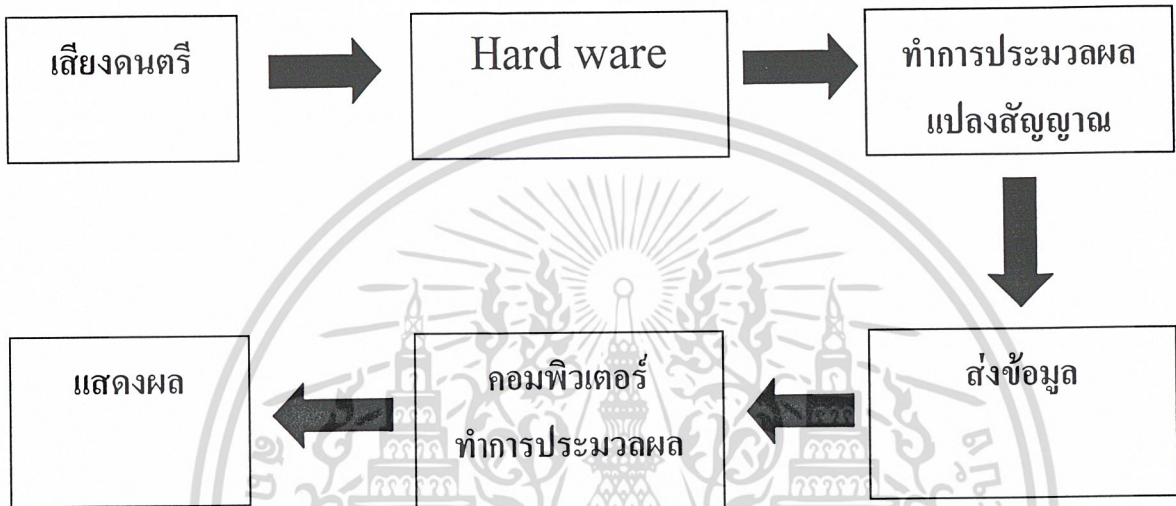 เสียงดนตรี
Hard ware
ทำการประมวลผล
แปลงสัญญาณ
ส่งข้อมูล
คอมพิวเตอร์
ทำการประมวลผล
แสดงผล